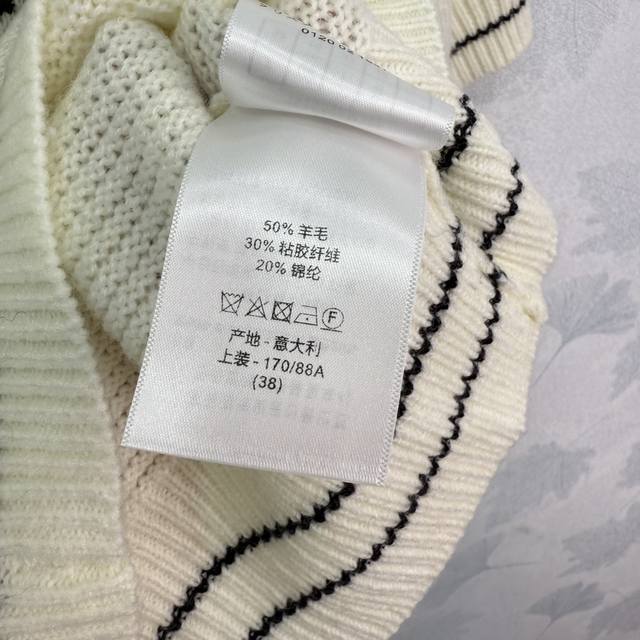 50% 羊毛
30% 粘胶纤维
20% 锦纶
F
产地 - 意大利
上装 - 170/88A
(38)